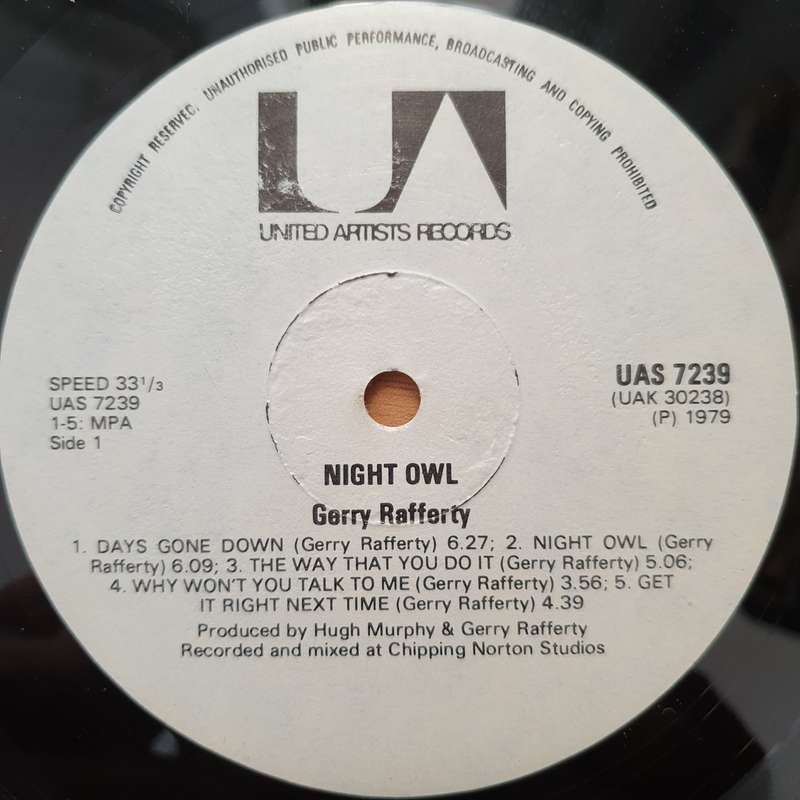 COPYRIGHT RESERVED. UNAUTHORISED PUBLIC PERFORMANCE, BROADCASTING AND COPYING PROHIBITED
UA
UNITED ARTISTS RECORDS
SPEED 33 1/3
UAS 7239
1-5: MPA
Side 1
UAS 7239
(UAK 30238)
(P) 1979
NIGHT OWL
Gerry Rafferty
1. DAYS GONE DOWN (Gerry Rafferty) 6.27; 2. NIGHT OWL (Gerry
Rafferty) 6.09; 3. THE WAY THAT YOU DO IT (Gerry Rafferty) 5.06;
4. WHY WON'T YOU TALK TO ME (Gerry Rafferty) 3.56; 5. GET
IT RIGHT NEXT TIME (Gerry Rafferty) 4.39
Produced by Hugh Murphy & Gerry Rafferty
Recorded and mixed at Chipping Norton Studios